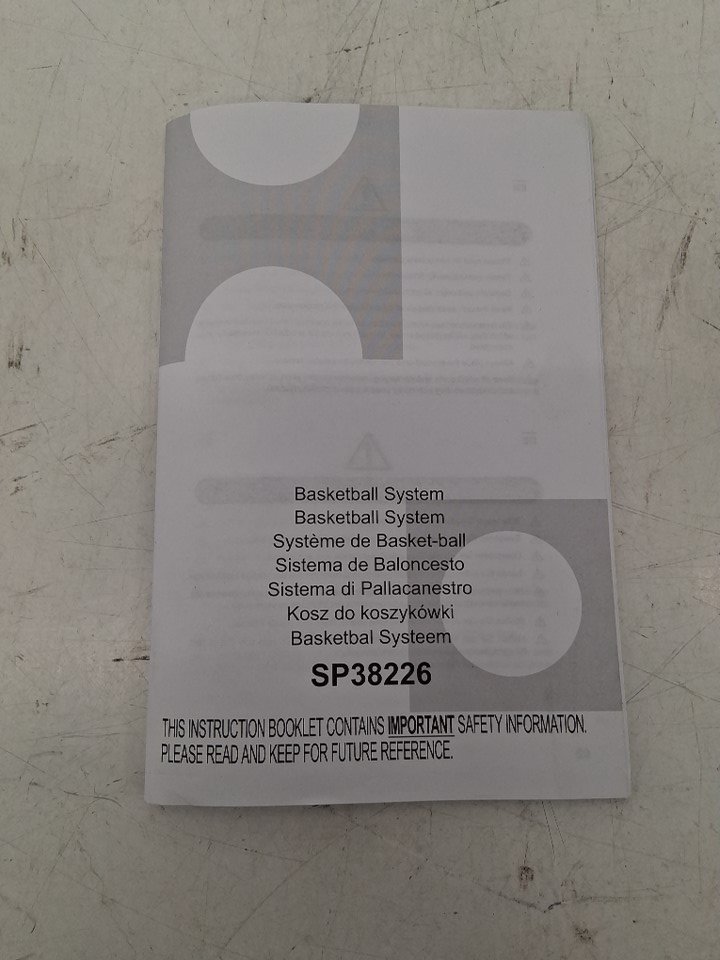 Basketball System
Basketball System
Système de Basket-ball
Sistema de Baloncesto
Sistema di Pallacanestro
Kosz do koszykówki
Basketbal Systeem
SP38226
THIS INSTRUCTION BOOKLET CONTAINS IMPORTANT SAFETY INFORMATION.
PLEASE READ AND KEEP FOR FUTURE REFERENCE.